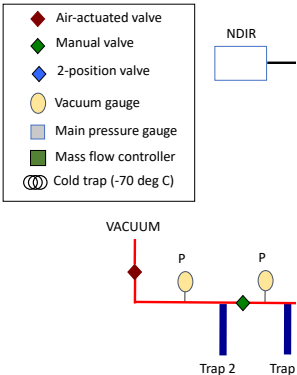 Air-actuated valve
Manual valve
2-position valve
Vacuum gauge
Main pressure gauge
Mass flow controller
Cold trap (-70 deg C)
NDIR
VACUUM
P
P
Trap 2
Trap